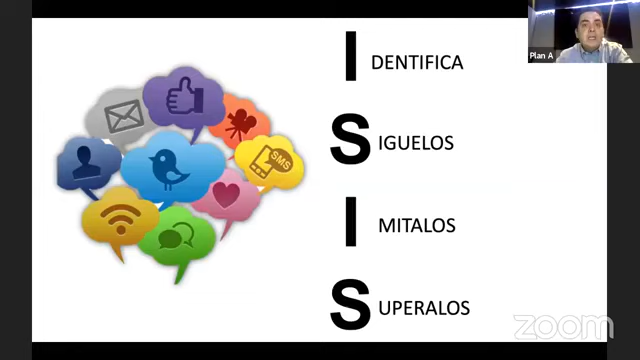 Plan A
IDENTIFICA
SIGUELOS
SMS
IMITALOS
SUPERALOS
zoom